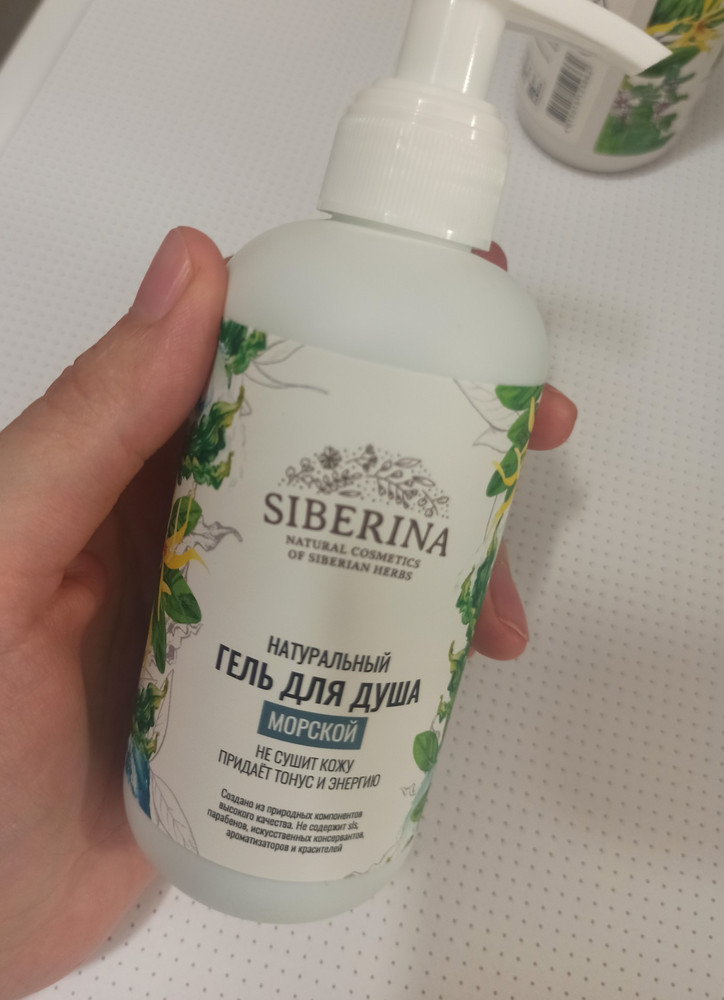 SIBERINA
NATURAL COSMETICS
OF SIBERIAN HERBS
НАТУРАЛЬНЫЙ
ГЕЛЬ ДЛЯ ДУША
МОРСКОЙ
НЕ СУШИТ КОЖУ
ПРИДАЁТ ТОНУС И ЭНЕРГИЮ
Создано из природных компонентов
высокого качества. Не содержит sls,
парабенов, искусственных консервантов,
ароматизаторов и красителей